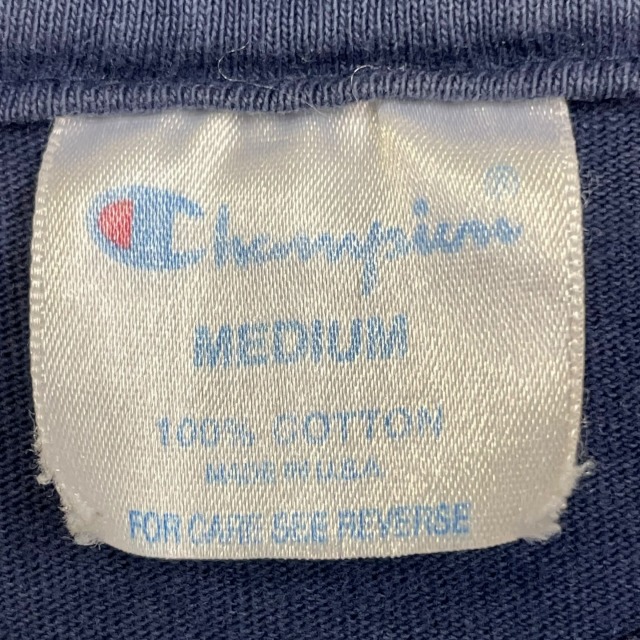 Champion®
MEDIUM
100% COTTON
MADE IN U.S.A
FOR CARE SEE REVERSE